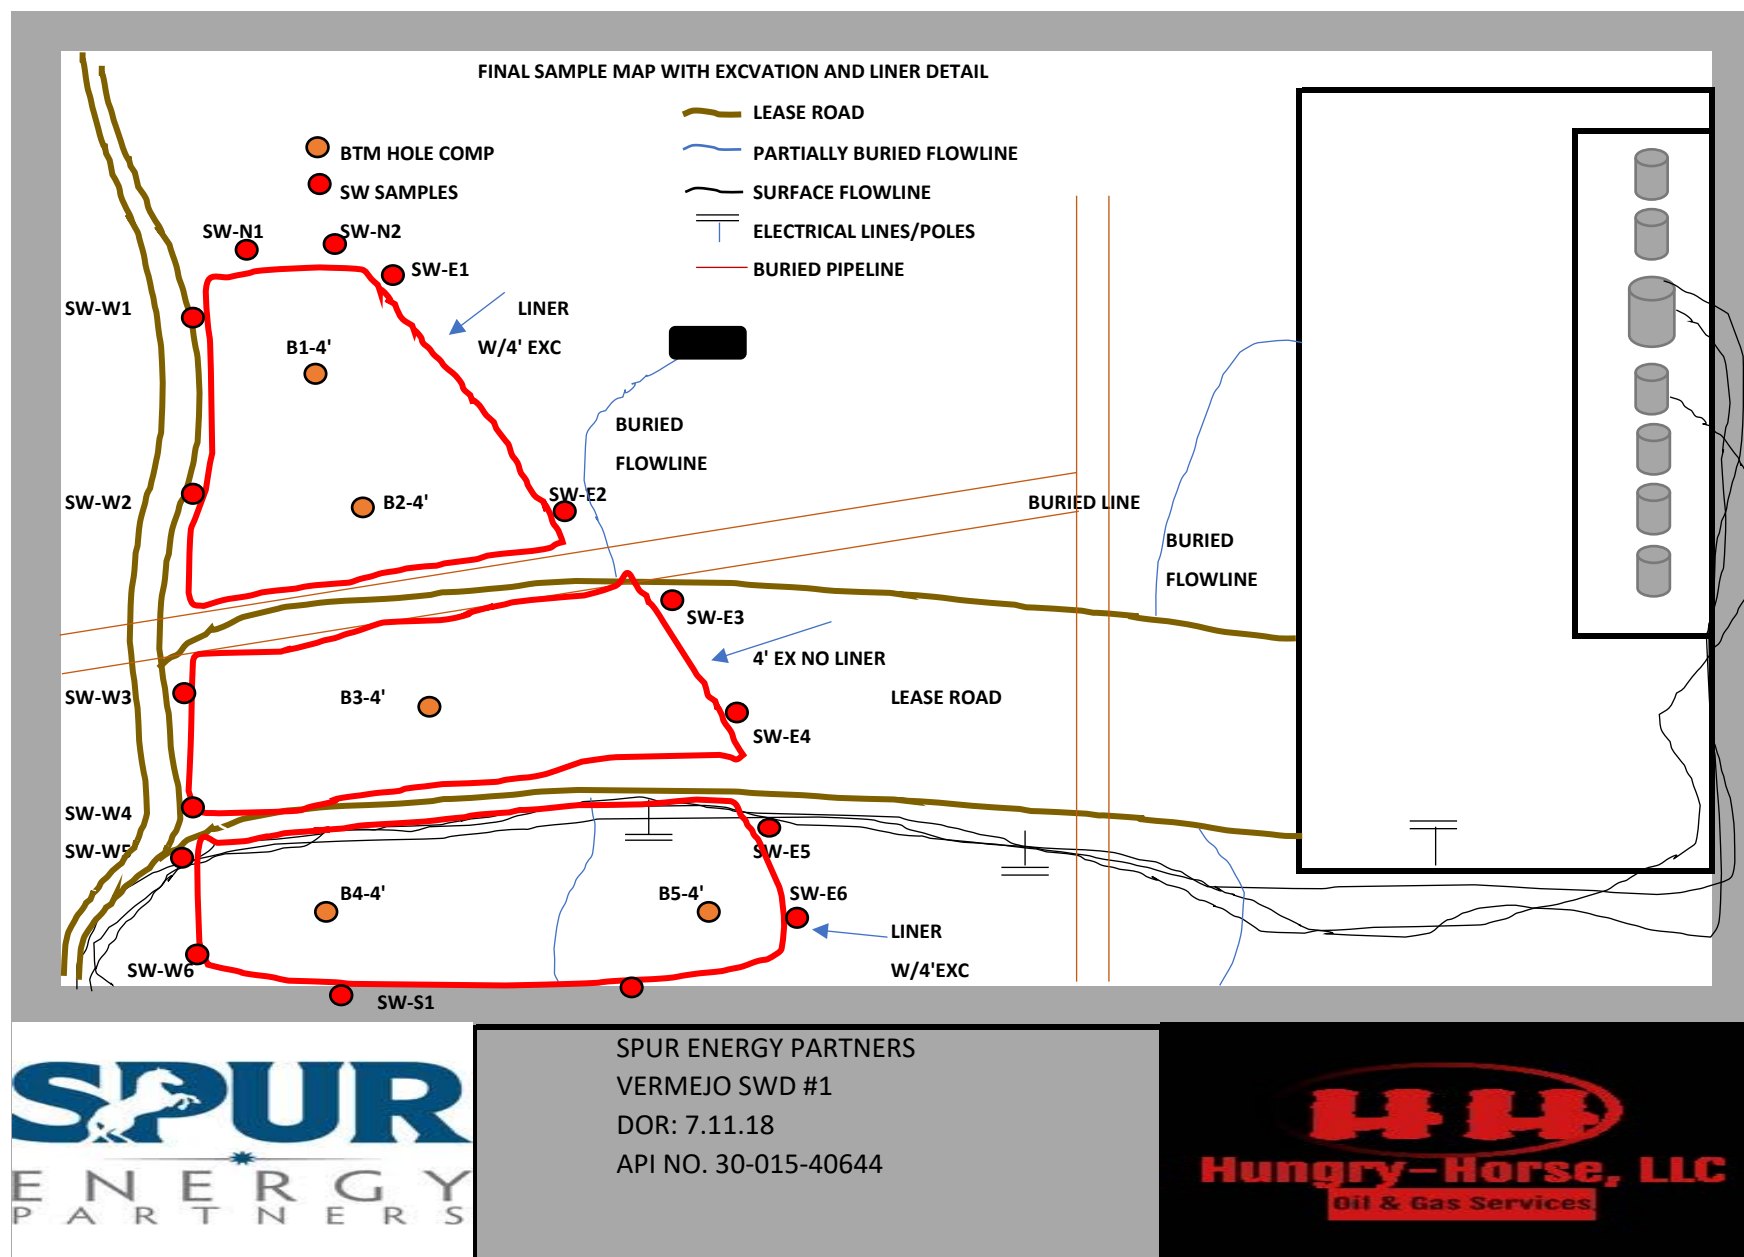 FINAL SAMPLE MAP WITH EXCVATION AND LINER DETAIL
LEASE ROAD
BTM HOLE COMP
PARTIALLY BURIED FLOWLINE
SW SAMPLES
SURFACE FLOWLINE
SW-N1
SW-N2
ELECTRICAL LINES/POLES
SW-E1
BURIED PIPELINE
SW-W1
LINER
W/4' EXC
B1-4'
BURIED
FLOWLINE
SW-W2
B2-4'
SW-E2
BURIED LINE
BURIED
FLOWLINE
SW-E3
4' EX NO LINER
SW-W3
B3-4'
LEASE ROAD
SW-E4
SW-W4
SW-W5
SW-E5
B4-4'
B5-4'
SW-E6
LINER
W/4'EXC
SW-W6
SW-S1
SPUR
ENERGY
PARTNERS
SPUR ENERGY PARTNERS
VERMEJO SWD #1
DOR: 7.11.18
API NO. 30-015-40644
HH
Hungry-Horse, LLC
Oil & Gas Services